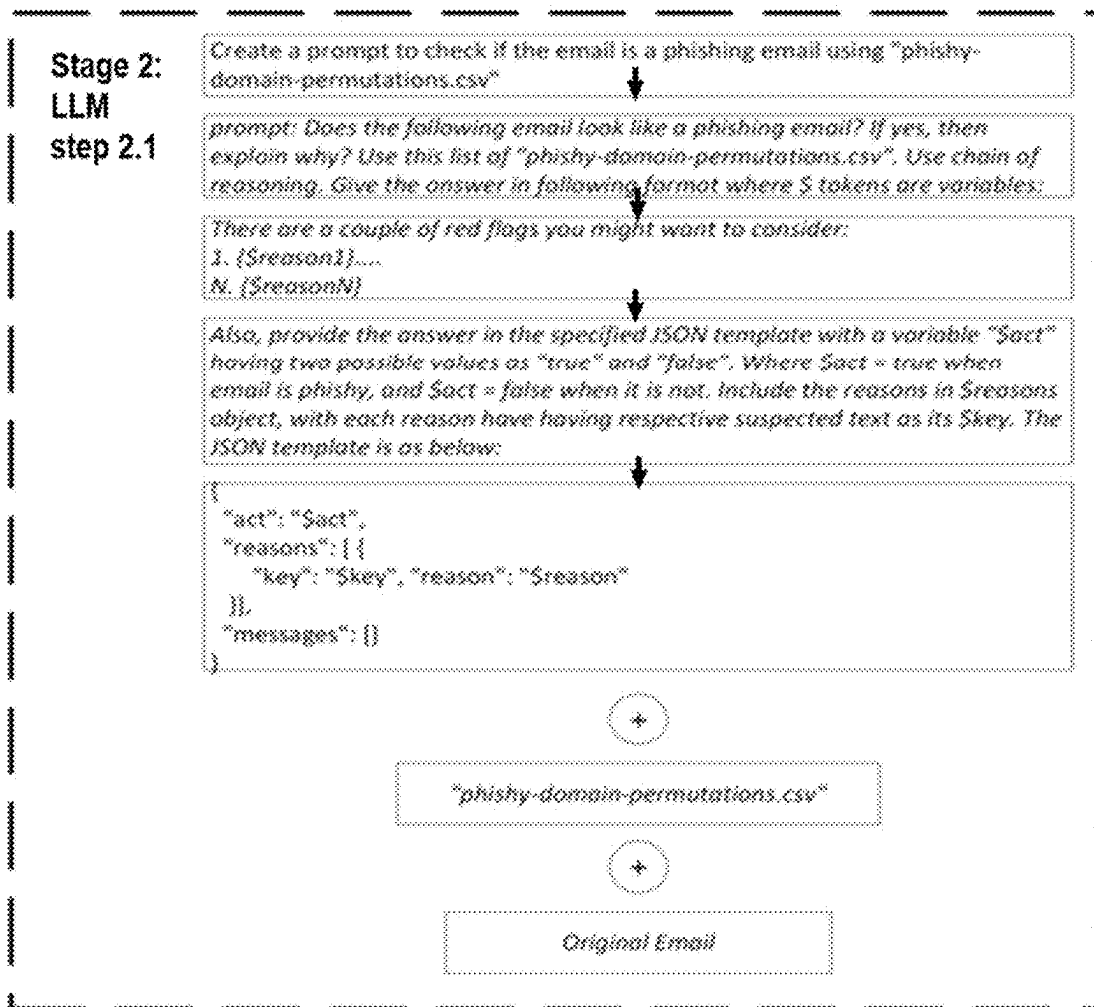 Stage 2:
LLM
step 2.1
Create a prompt to check if the email is a phishing email using "phishy-
domain-permutations.csv"
prompt: Does the following email look like a phishing email? If yes, then
explain why? Use this list of "phishy-domain-permutations.csv". Use chain of
reasoning. Give the answer in following format where $ tokens are variables:
There are a couple of red flags you might want to consider:
1. {$reason1}....
N. {$reasonN}
Also, provide the answer in the specified JSON template with a variable "$act"
having two possible values as "true" and "false". Where $act = true when
email is phishy, and $act = false when it is not. Include the reasons in $reasons
object, with each reason have having respective suspected text as its $key. The
JSON template is as below:
{
"act": "$act",
"reasons": [ {
"key": "$key", "reason": "$reason"
}],
"messages": []
}
+
"phishy-domain-permutations.csv"
+
Original Email